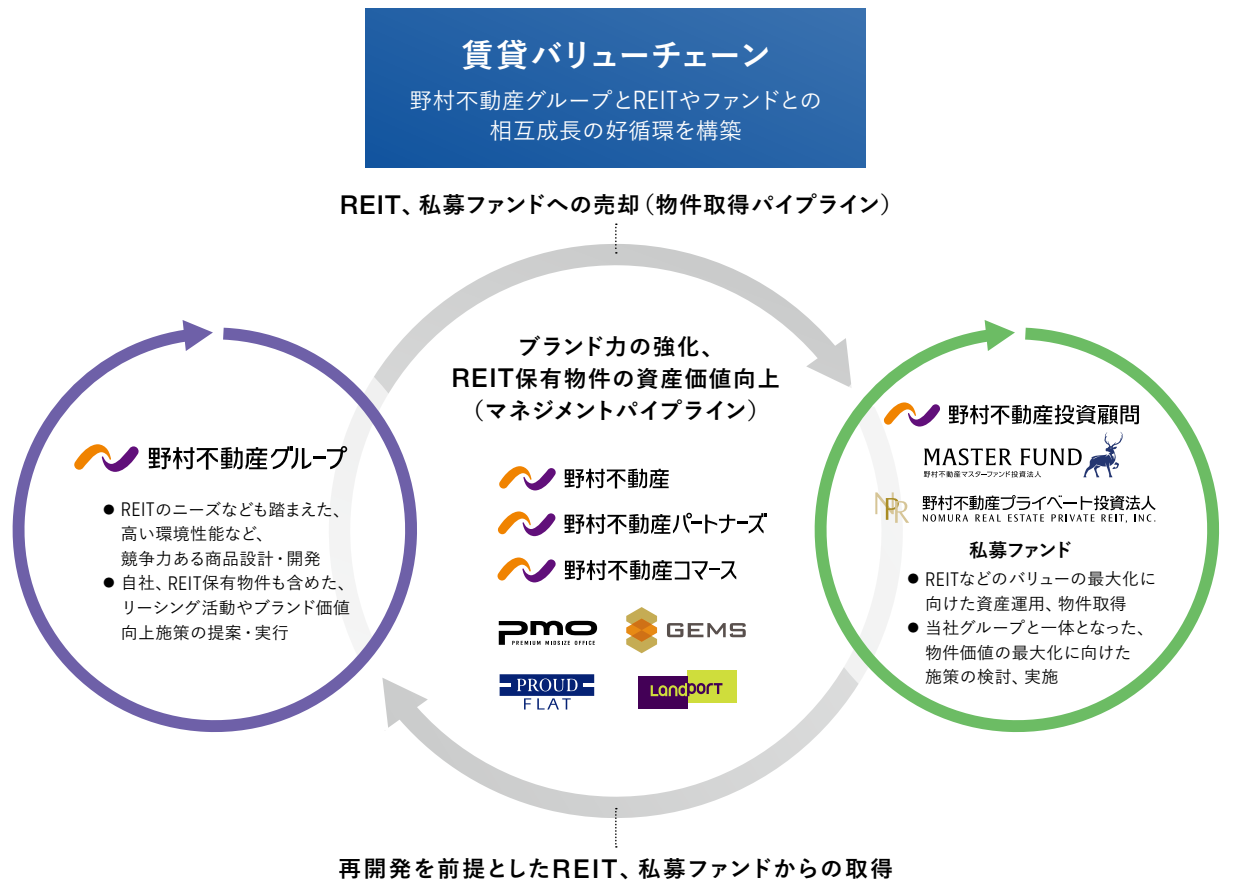 賃貸バリューチェーン
野村不動産グループとREITやファンドとの
相互成長の好循環を構築
REIT、私募ファンドへの売却（物件取得パイプライン）
野村不動産グループ
● REITのニーズなども踏まえた、
高い環境性能など、
競争力ある商品設計・開発
● 自社、REIT保有物件も含めた、
リーシング活動やブランド価値
向上施策の提案・実行
ブランド力の強化、
REIT保有物件の資産価値向上
（マネジメントパイプライン）
野村不動産
野村不動産パートナーズ
野村不動産コマース
pmo
PREMIUM MIDSIZE OFFICE
GEMS
PROUD
FLAT
Landport
野村不動産投資顧問
MASTER FUND
野村不動産マスターファンド投資法人
NPR
野村不動産プライベート投資法人
NOMURA REAL ESTATE PRIVATE REIT, INC.
私募ファンド
● REITなどのバリューの最大化に
向けた資産運用、物件取得
● 当社グループと一体となった、
物件価値の最大化に向けた
施策の検討、実施
再開発を前提としたREIT、私募ファンドからの取得